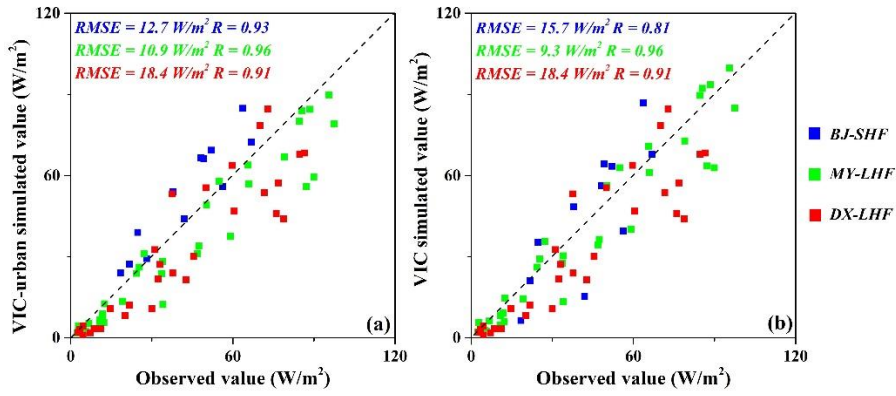 120
RMSE = 12.7 W/m² R = 0.93
RMSE = 10.9 W/m² R = 0.96
RMSE = 18.4 W/m² R = 0.91
VIC-urban simulated value (W/m²)
60
0
(a)
0
60
120
Observed value (W/m²)
120
RMSE = 15.7 W/m² R = 0.81
RMSE = 9.3 W/m² R = 0.96
RMSE = 18.4 W/m² R = 0.91
VIC simulated value (W/m²)
60
0
(b)
0
60
120
Observed value (W/m²)
BJ-SHF
MY-LHF
DX-LHF